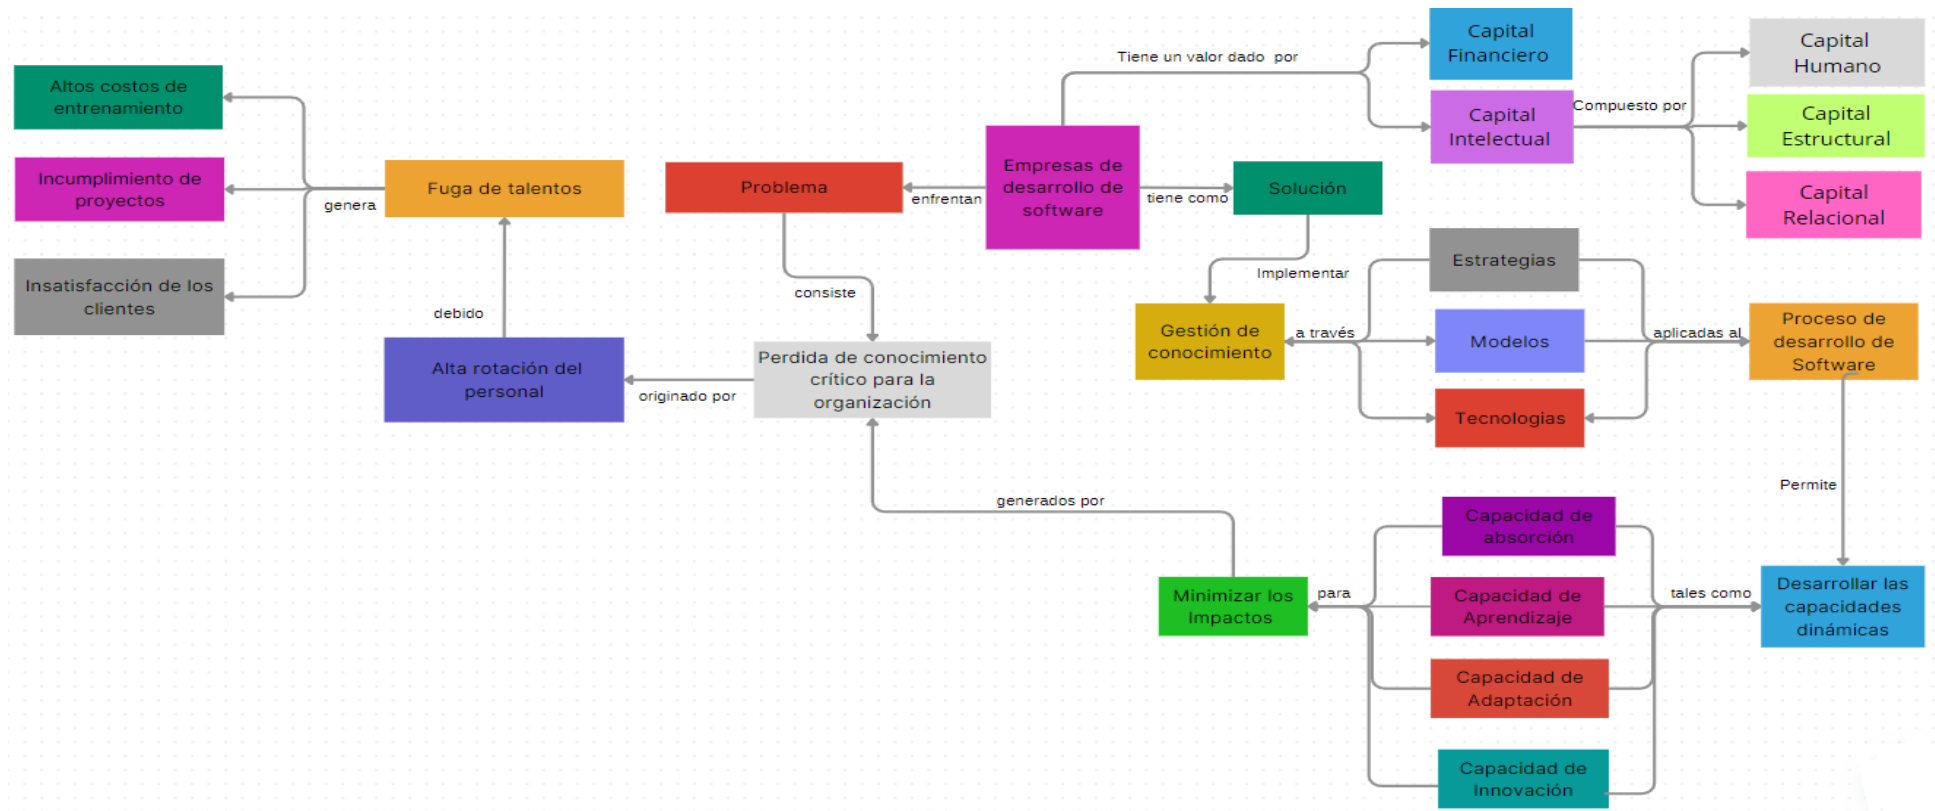 Altos costos de
entrenamiento
Incumplimiento de
proyectos
Insatisfacción de los
clientes
genera
Fuga de talentos
debido
Alta rotación del
personal
originado por
Problema
consiste
Perdida de conocimiento
crítico para la
organización
enfrentan
Empresas de
desarrollo de
software
Tiene un valor dado por
Capital
Financiero
Capital
Intelectual
Compuesto por
Capital
Humano
Capital
Estructural
Capital
Relacional
tiene como
Solución
Implementar
Gestión de
conocimiento
a través
Estrategias
Modelos
Tecnologias
aplicadas al
Proceso de
desarrollo de
Software
Permite
Desarrollar las
capacidades
dinámicas
tales como
Capacidad de
absorción
Capacidad de
Aprendizaje
Capacidad de
Adaptación
Capacidad de
Innovación
para
Minimizar los
Impactos
generados por